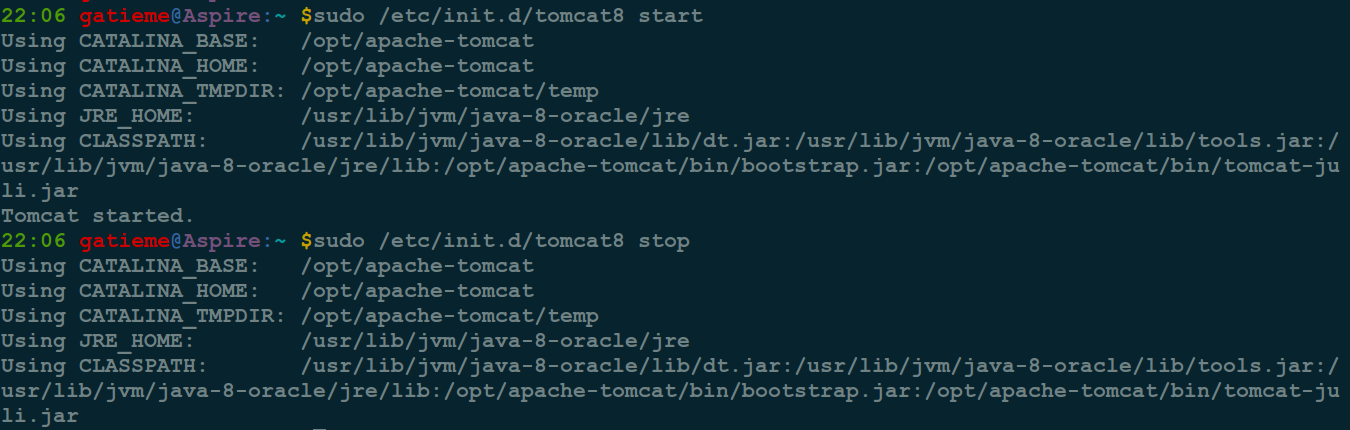 22:06 gatieme@Aspire:~ $sudo /etc/init.d/tomcat8 start
Using CATALINA_BASE:   /opt/apache-tomcat
Using CATALINA_HOME:   /opt/apache-tomcat
Using CATALINA_TMPDIR: /opt/apache-tomcat/temp
Using JRE_HOME:        /usr/lib/jvm/java-8-oracle/jre
Using CLASSPATH:       /usr/lib/jvm/java-8-oracle/lib/dt.jar:/usr/lib/jvm/java-8-oracle/lib/tools.jar:/
usr/lib/jvm/java-8-oracle/jre/lib:/opt/apache-tomcat/bin/bootstrap.jar:/opt/apache-tomcat/bin/tomcat-ju
li.jar
Tomcat started.
22:06 gatieme@Aspire:~ $sudo /etc/init.d/tomcat8 stop
Using CATALINA_BASE:   /opt/apache-tomcat
Using CATALINA_HOME:   /opt/apache-tomcat
Using CATALINA_TMPDIR: /opt/apache-tomcat/temp
Using JRE_HOME:        /usr/lib/jvm/java-8-oracle/jre
Using CLASSPATH:       /usr/lib/jvm/java-8-oracle/lib/dt.jar:/usr/lib/jvm/java-8-oracle/lib/tools.jar:/
usr/lib/jvm/java-8-oracle/jre/lib:/opt/apache-tomcat/bin/bootstrap.jar:/opt/apache-tomcat/bin/tomcat-ju
li.jar